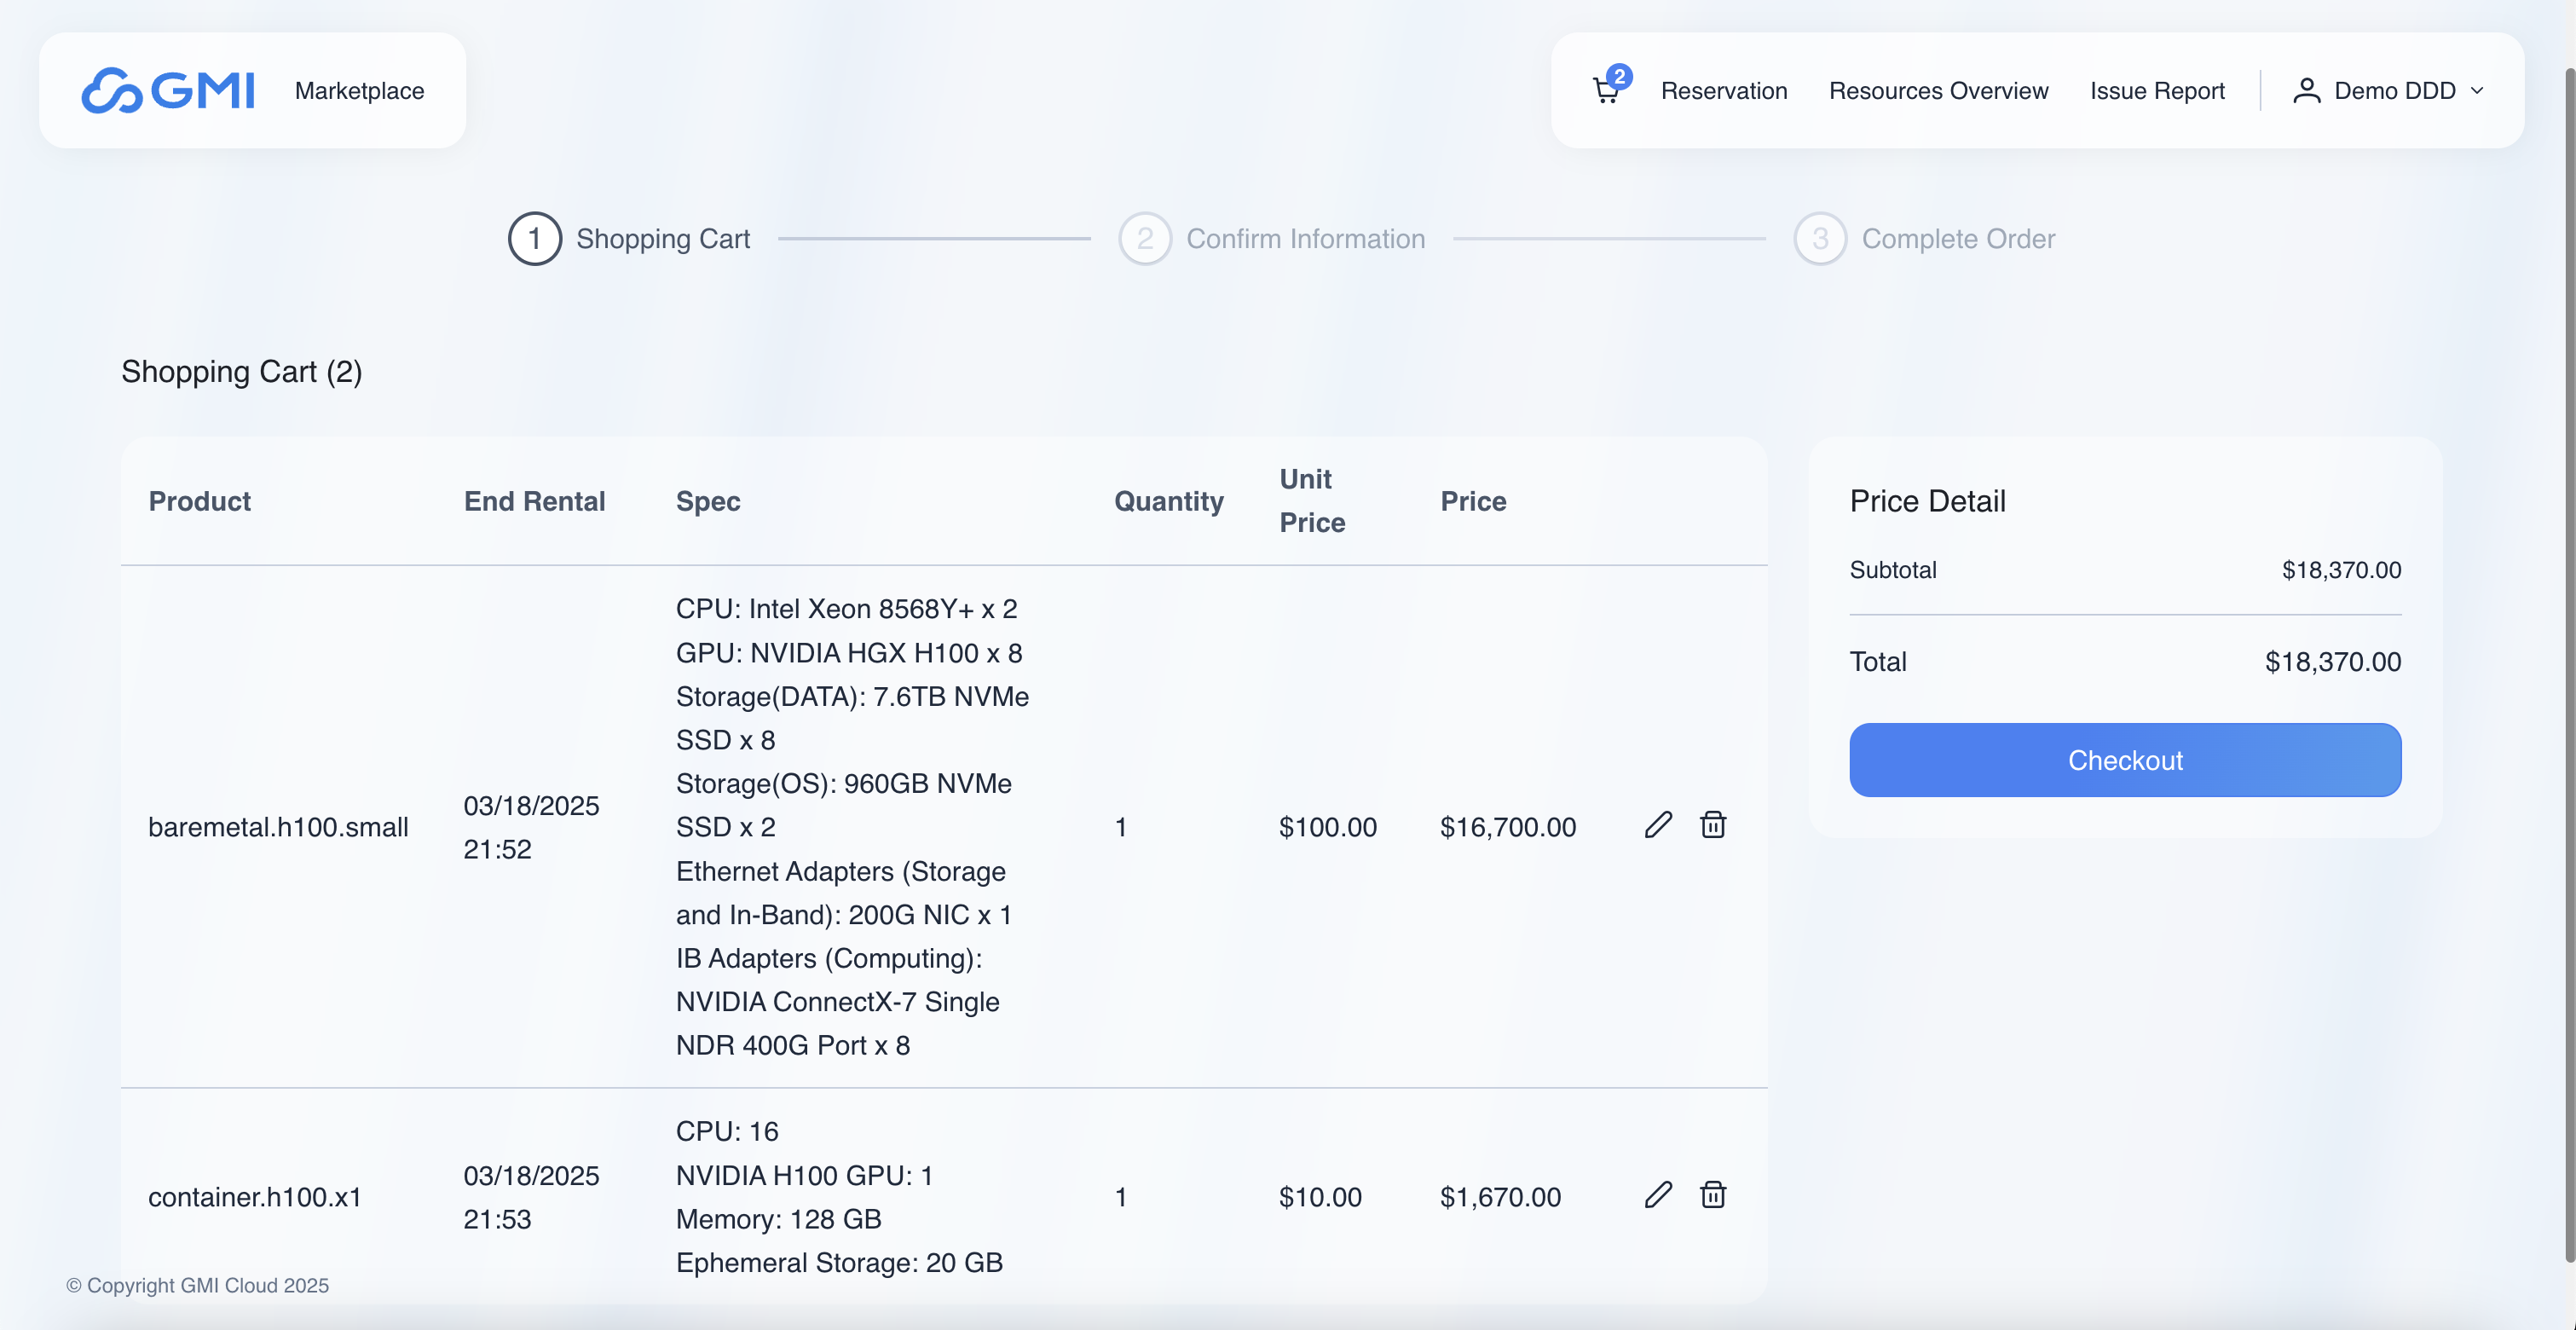 GMI
Marketplace
2
Reservation
Resources Overview
Issue Report
Demo DDD
1 Shopping Cart
2 Confirm Information
3 Complete Order
Shopping Cart (2)
Product
End Rental
Spec
Quantity
Unit
Price
Price
baremetal.h100.small
03/18/2025
21:52
CPU: Intel Xeon 8568Y+ x 2
GPU: NVIDIA HGX H100 x 8
Storage(DATA): 7.6TB NVMe
SSD x 8
Storage(OS): 960GB NVMe
SSD x 2
Ethernet Adapters (Storage
and In-Band): 200G NIC x 1
IB Adapters (Computing):
NVIDIA ConnectX-7 Single
NDR 400G Port x 8
1
$100.00
$16,700.00
container.h100.x1
03/18/2025
21:53
CPU: 16
NVIDIA H100 GPU: 1
Memory: 128 GB
Ephemeral Storage: 20 GB
1
$10.00
$1,670.00
Price Detail
Subtotal
$18,370.00
Total
$18,370.00
Checkout
© Copyright GMI Cloud 2025